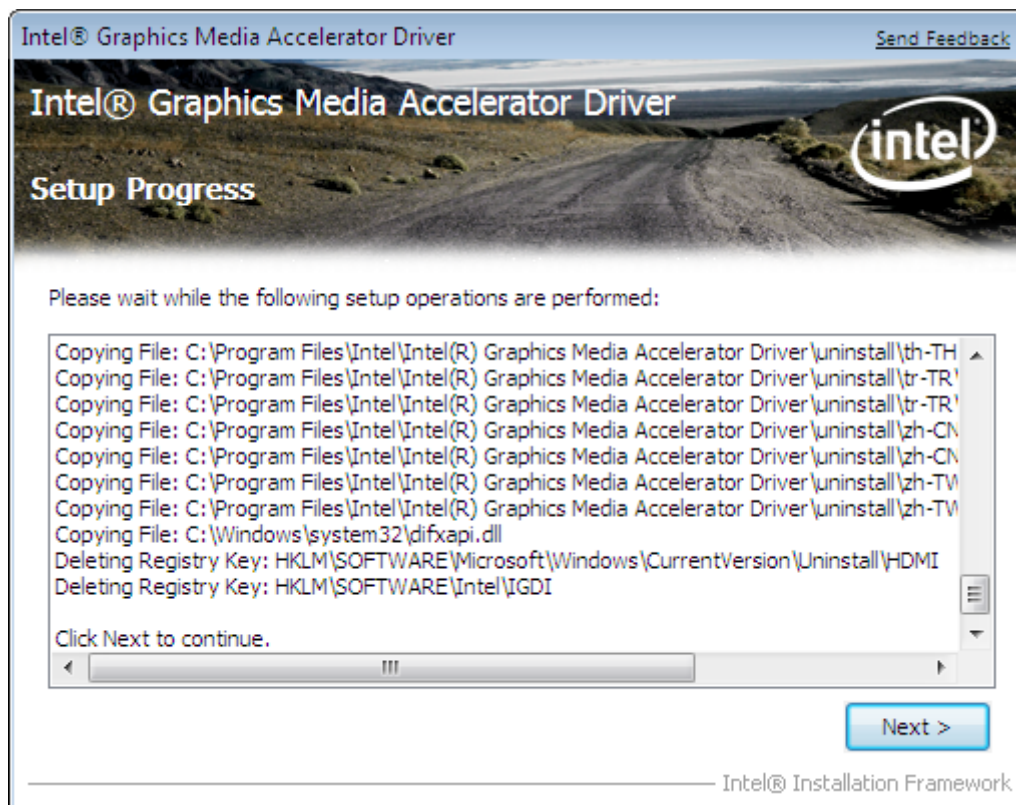 Intel® Graphics Media Accelerator Driver
Send Feedback
Intel® Graphics Media Accelerator Driver
intel
Setup Progress
Please wait while the following setup operations are performed:
Copying File: C:\Program Files\Intel\Intel(R) Graphics Media Accelerator Driver\uninstall\th-TH
Copying File: C:\Program Files\Intel\Intel(R) Graphics Media Accelerator Driver\uninstall\tr-TR\
Copying File: C:\Program Files\Intel\Intel(R) Graphics Media Accelerator Driver\uninstall\tr-TR\
Copying File: C:\Program Files\Intel\Intel(R) Graphics Media Accelerator Driver\uninstall\zh-CN
Copying File: C:\Program Files\Intel\Intel(R) Graphics Media Accelerator Driver\uninstall\zh-CN
Copying File: C:\Program Files\Intel\Intel(R) Graphics Media Accelerator Driver\uninstall\zh-TW
Copying File: C:\Program Files\Intel\Intel(R) Graphics Media Accelerator Driver\uninstall\zh-TW
Copying File: C:\Windows\system32\difxapi.dll
Deleting Registry Key: HKLM\SOFTWARE\Microsoft\Windows\CurrentVersion\Uninstall\HDMI
Deleting Registry Key: HKLM\SOFTWARE\Intel\IGDI
Click Next to continue.
Next >
Intel® Installation Framework